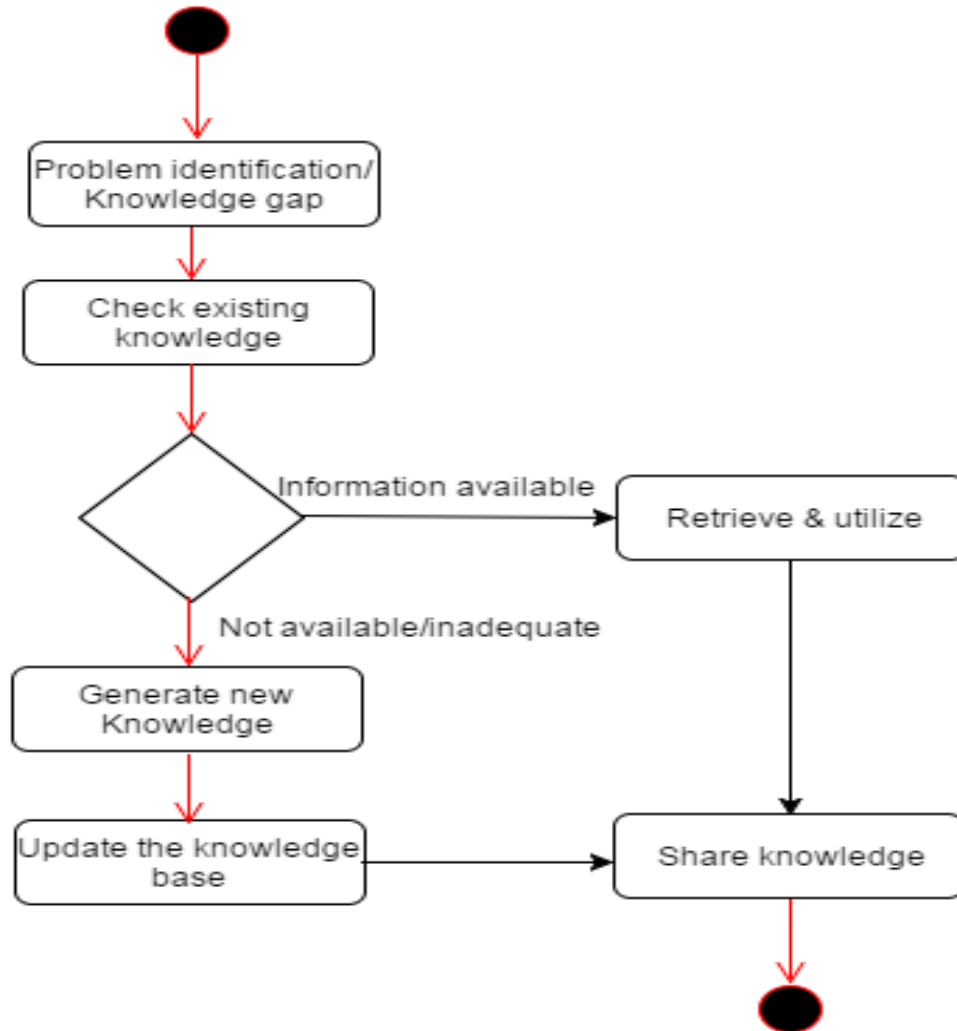 Problem identification/
Knowledge gap
Check existing
knowledge
Information available
Retrieve & utilize
Not available/inadequate
Generate new
Knowledge
Update the knowledge
base
Share knowledge